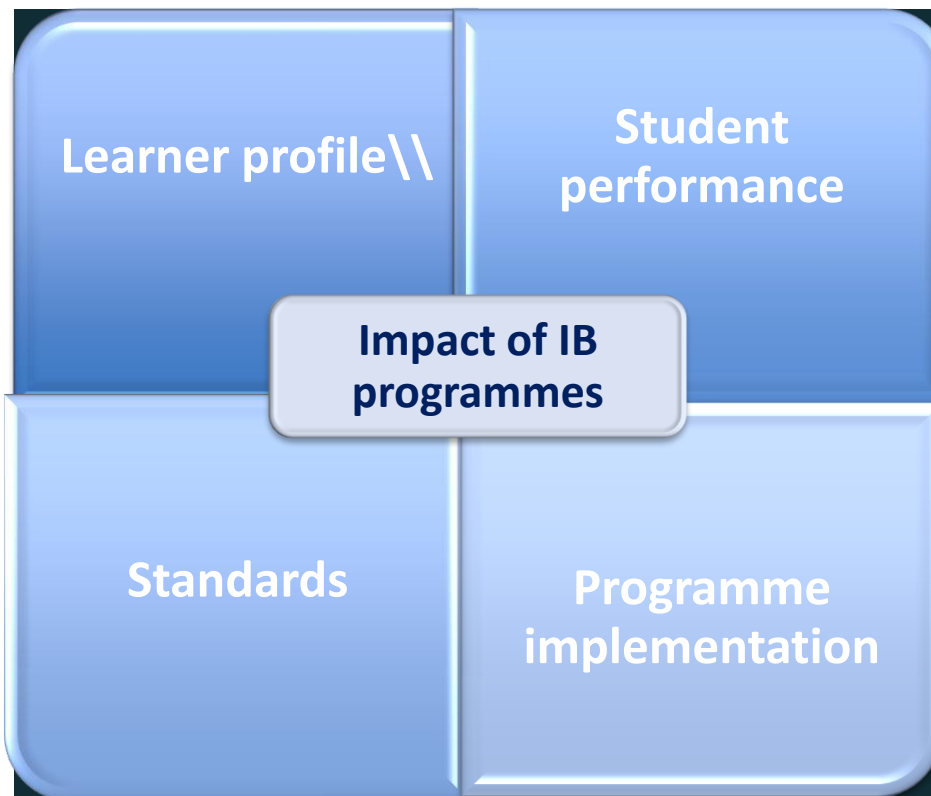 Learner profile\\
Student
performance
Impact of IB
programmes
Standards
Programme
implementation